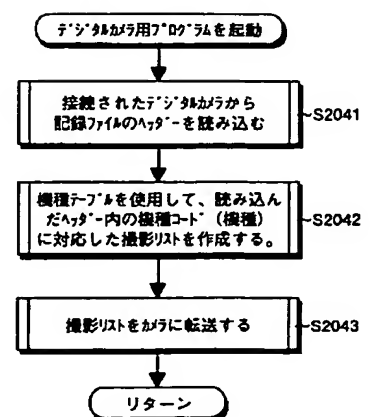 デジタルカメラ用プログラムを起動
接続されたデジタルカメラから
記録ファイルのヘッダーを読み込む
S2041
機種テーブルを使用して、読み込ん
だヘッダー内の機種コード(機種)
に対応した撮影リストを作成する。
S2042
撮影リストをカメラに転送する
S2043
リターン